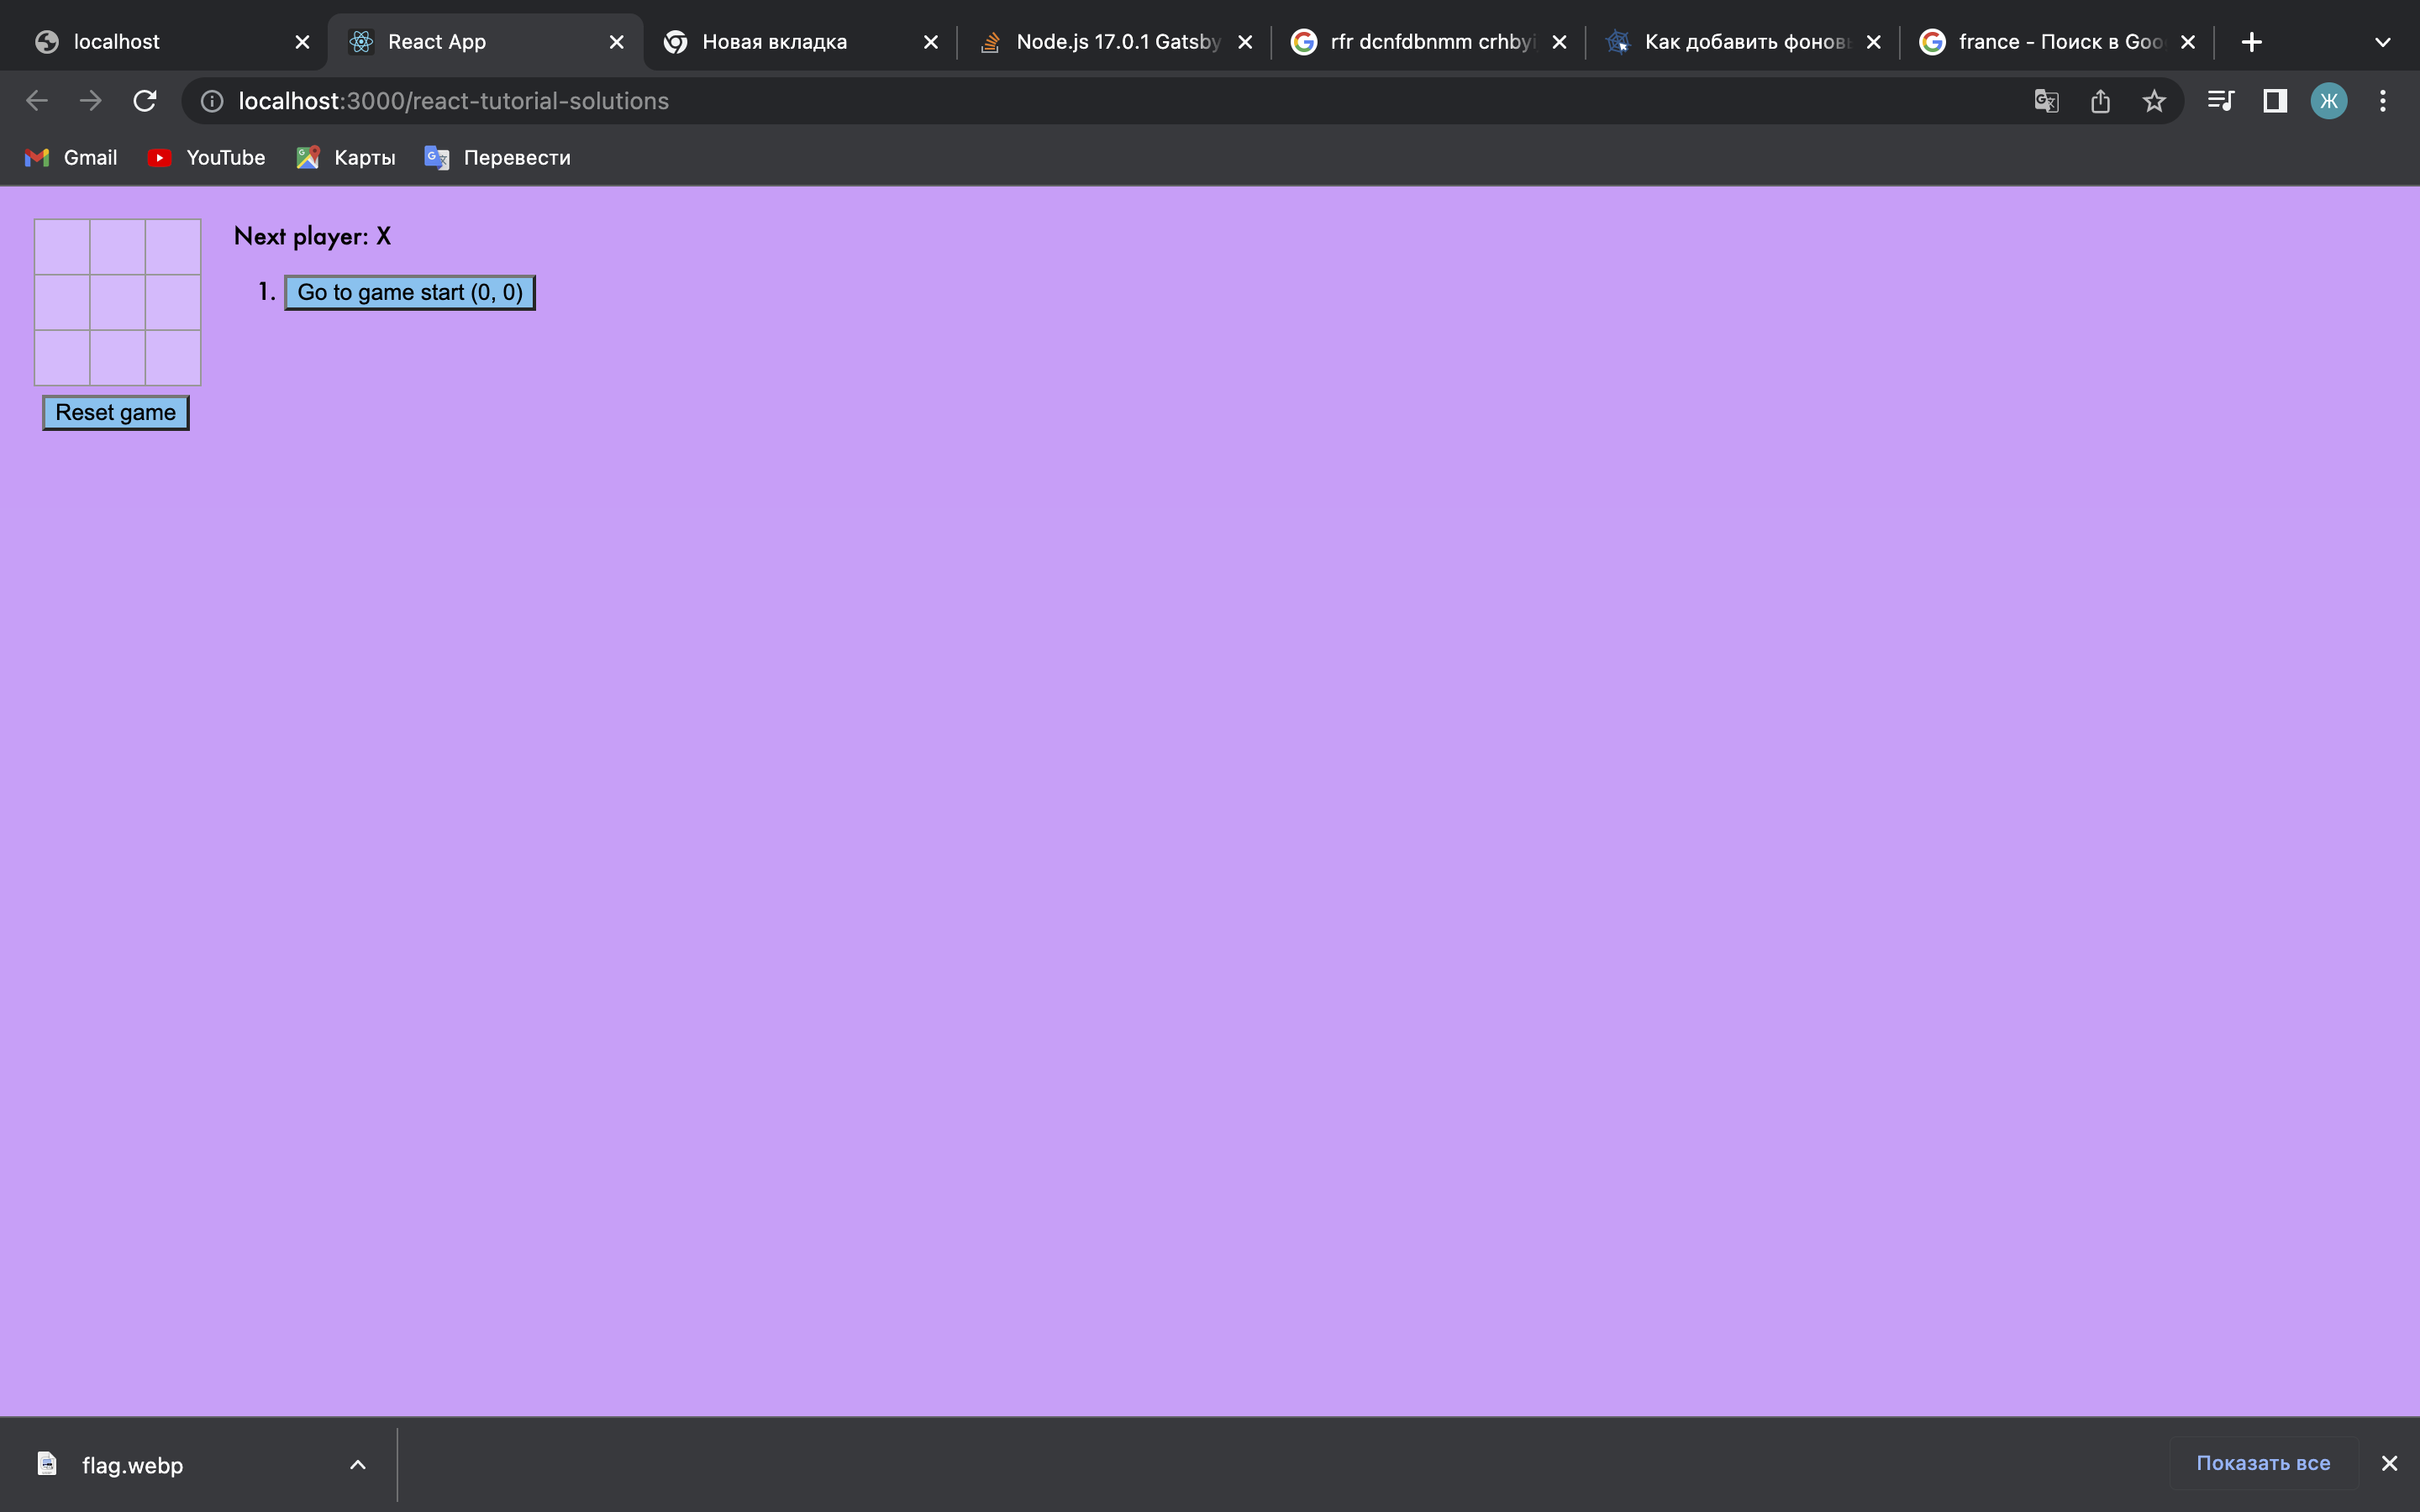 localhost
React App
Новая вкладка
Node.js 17.0.1 Gatsby
rfr dcnfdbnmm crhbyi
Как добавить фоновь
france - Поиск в Goo
localhost:3000/react-tutorial-solutions
Ж
Gmail
YouTube
Карты
Перевести
Next player: X
1. Go to game start (0, 0)
Reset game
flag.webp
Показать все